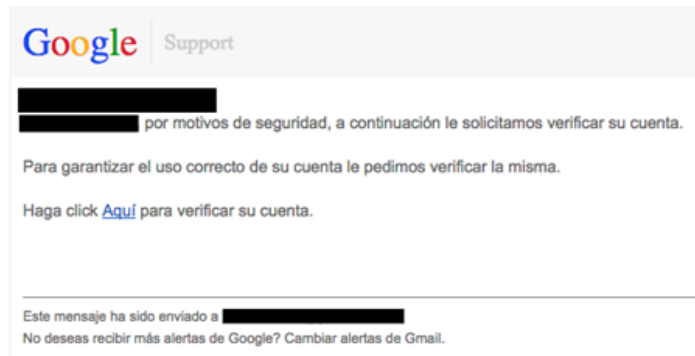 Google Support
por motivos de seguridad, a continuación le solicitamos verificar su cuenta.
Para garantizar el uso correcto de su cuenta le pedimos verificar la misma.
Haga click Aquí para verificar su cuenta.
Este mensaje ha sido enviado a
No deseas recibir más alertas de Google? Cambiar alertas de Gmail.